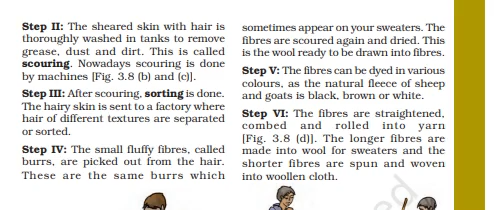 Step II: The sheared skin with hair is
thoroughly washed in tanks to remove
grease, dust and dirt. This is called
scouring. Nowadays scouring is done
by machines [Fig. 3.8 (b) and (c)].
Step III: After scouring, sorting is done.
The hairy skin is sent to a factory where
hair of different textures are separated
or sorted.
Step IV: The small fluffy fibres, called
burrs, are picked out from the hair.
These are the same burrs which
sometimes appear on your sweaters. The
fibres are scoured again and dried. This
is the wool ready to be drawn into fibres.
Step V: The fibres can be dyed in various
colours, as the natural fleece of sheep
and goats is black, brown or white.
Step VI: The fibres are straightened,
combed and rolled into yarn
[Fig. 3.8 (d)]. The longer fibres are
made into wool for sweaters and the
shorter fibres are spun and woven
into woollen cloth.